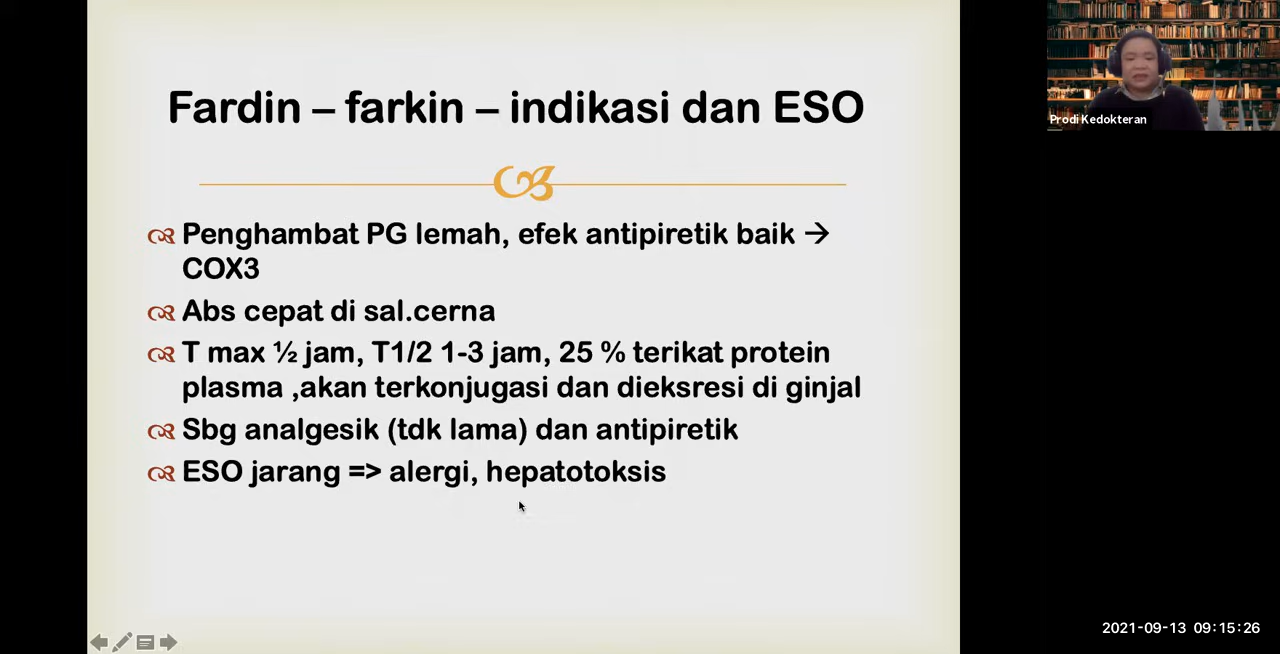 Fardin – farkin – indikasi dan ESO
Penghambat PG lemah, efek antipiretik baik →
COX3
Abs cepat di sal.cerna
T max ½ jam, T1/2 1-3 jam, 25 % terikat protein
plasma ,akan terkonjugasi dan dieksresi di ginjal
Sbg analgesik (tdk lama) dan antipiretik
ESO jarang => alergi, hepatotoksis
Prodi Kedokteran
2021-09-13 09:15:26